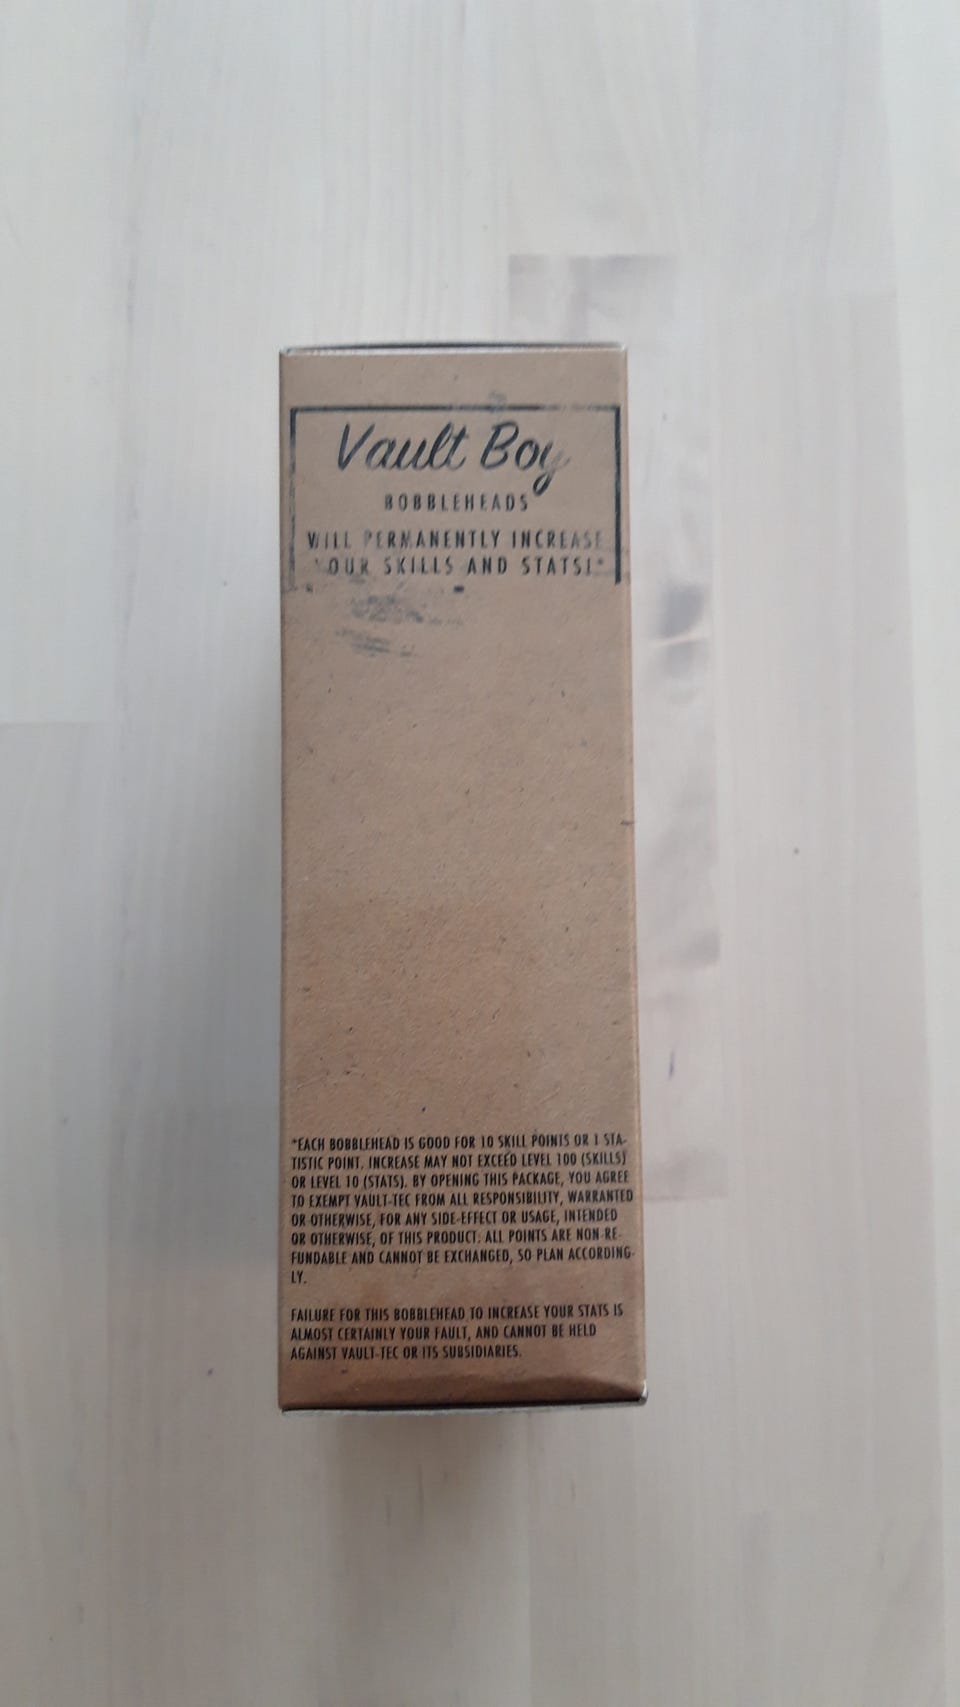 Vault Boy
BOBBLEHEADS
WILL PERMANENTLY INCREASE
YOUR SKILLS AND STATS!*
*EACH BOBBLEHEAD IS GOOD FOR 10 SKILL POINTS OR 1 STA-
TISTIC POINT. INCREASE MAY NOT EXCEED LEVEL 100 (SKILLS)
OR LEVEL 10 (STATS). BY OPENING THIS PACKAGE, YOU AGREE
TO EXEMPT VAULT-TEC FROM ALL RESPONSIBILITY, WARRANTED
OR OTHERWISE, FOR ANY SIDE-EFFECT OR USAGE, INTENDED
OR OTHERWISE, OF THIS PRODUCT. ALL POINTS ARE NON-RE-
FUNDABLE AND CANNOT BE EXCHANGED, SO PLAN ACCORDING-
LY.
FAILURE FOR THIS BOBBLEHEAD TO INCREASE YOUR STATS IS
ALMOST CERTAINLY YOUR FAULT, AND CANNOT BE HELD
AGAINST VAULT-TEC OR ITS SUBSIDIARIES.